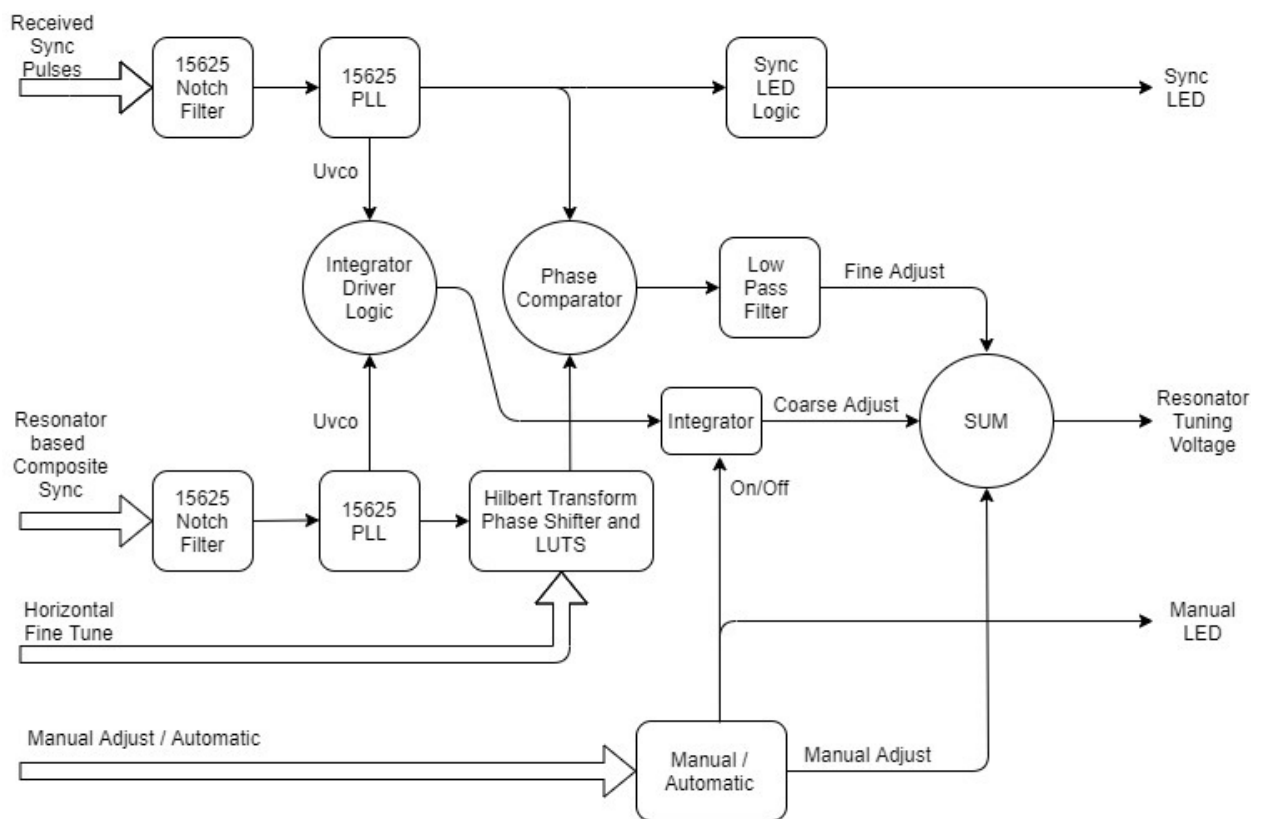 Received
Sync
Pulses
15625
Notch
Filter
15625
PLL
Sync
LED
Logic
Sync
LED
Uvco
Integrator
Driver
Logic
Phase
Comparator
Low
Pass
Filter
Fine Adjust
Resonator
based
Composite
Sync
Uvco
Integrator
Coarse Adjust
SUM
Resonator
Tuning
Voltage
15625
Notch
Filter
15625
PLL
Hilbert Transform
Phase Shifter and
LUTS
On/Off
Horizontal
Fine Tune
Manual
LED
Manual Adjust / Automatic
Manual /
Automatic
Manual Adjust